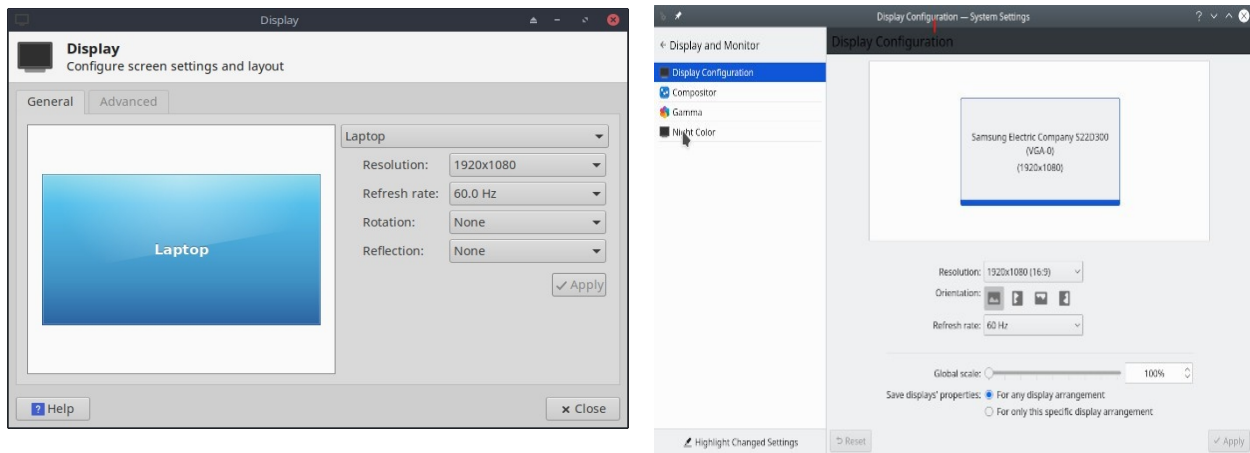 Display
Display
Configure screen settings and layout
General
Advanced
Laptop
Laptop
Resolution:
1920x1080
Refresh rate:
60.0 Hz
Rotation:
None
Reflection:
None
Apply
Help
Close
Display Configuration — System Settings
Display and Monitor
Display Configuration
Compositor
Gamma
Night Color
Highlight Changed Settings
Display Configuration
Samsung Electric Company S22D300
(VGA-0)
(1920x1080)
Resolution:
1920x1080 (16:9)
Orientation:
Refresh rate:
60 Hz
Global scale:
100%
Save displays' properties:
For any display arrangement
For only this specific display arrangement
Reset
Apply